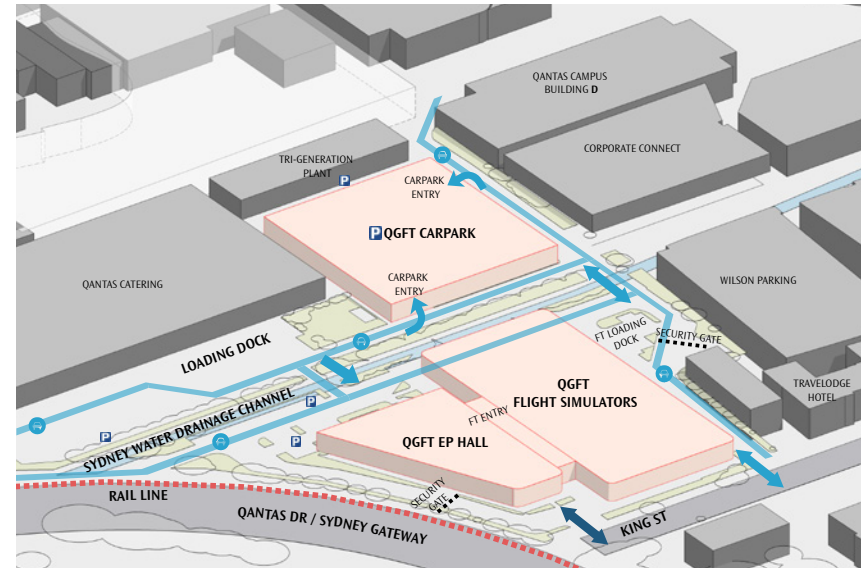 QANTAS CAMPUS
BUILDING D
TRI-GENERATION
PLANT
CORPORATE CONNECT
P
CARPARK
ENTRY
P QGFT CARPARK
QANTAS CATERING
CARPARK
ENTRY
WILSON PARKING
FT LOADING
DOCK
SECURITY GATE
LOADING DOCK
QGFT
FLIGHT SIMULATORS
TRAVELODGE
HOTEL
P
FT ENTRY
SYDNEY WATER DRAINAGE CHANNEL
P
P
QGFT EP HALL
RAIL LINE
SECURITY
GATE
QANTAS DR / SYDNEY GATEWAY
KING ST